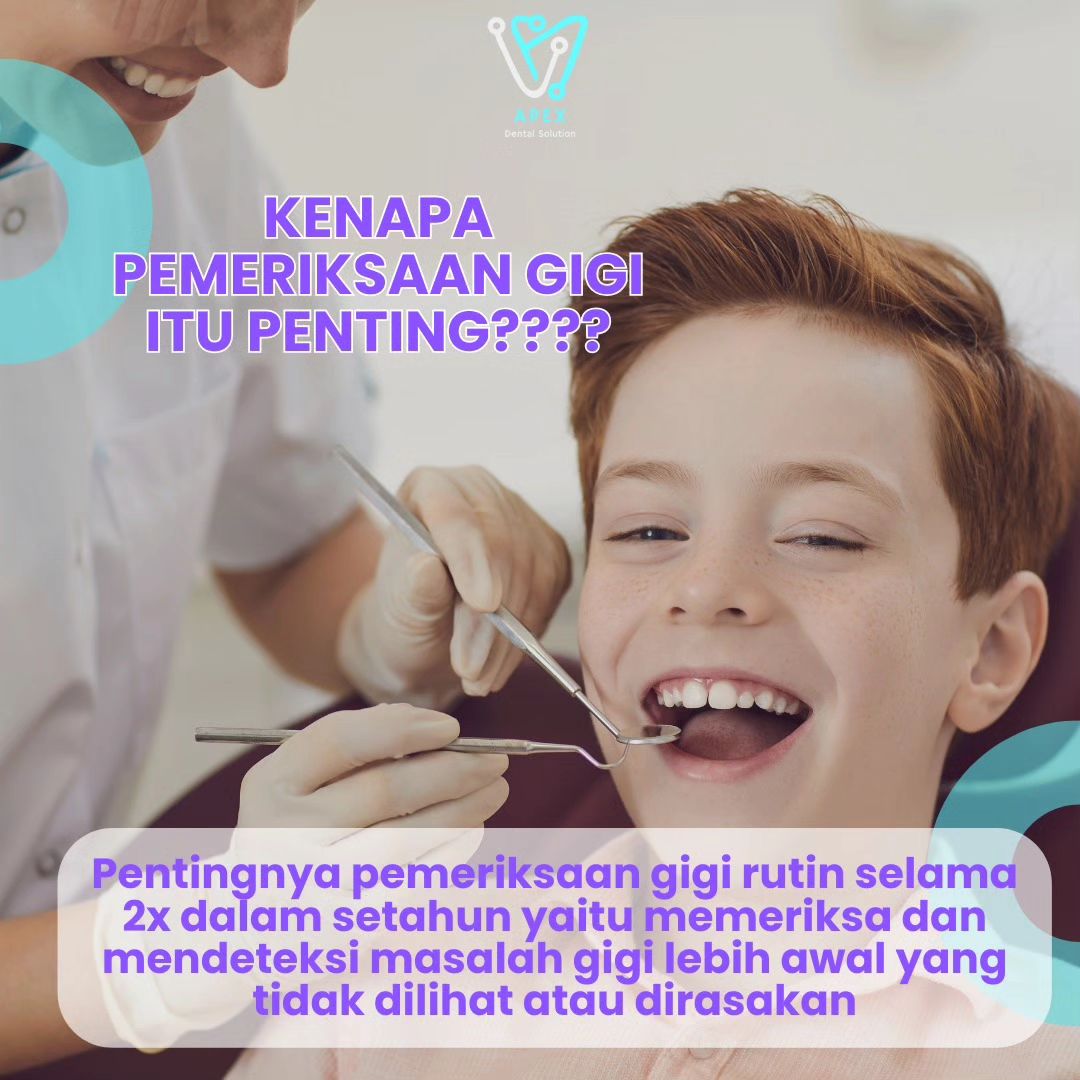 APEX
Dental Solution
KENAPA
PEMERIKSAAN GIGI
ITU PENTING????
Pentingnya pemeriksaan gigi rutin selama
2x dalam setahun yaitu memeriksa dan
mendeteksi masalah gigi lebih awal yang
tidak dilihat atau dirasakan